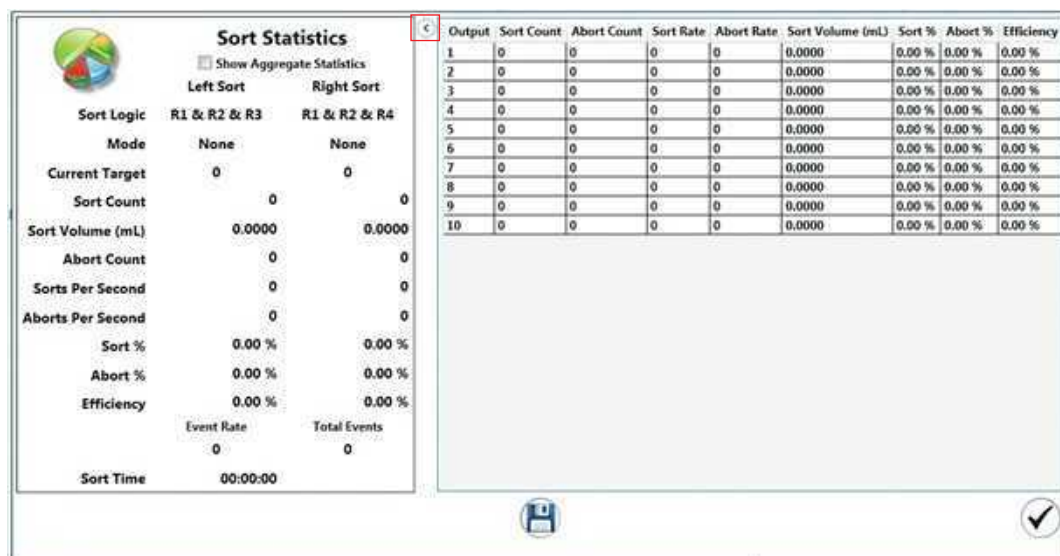 Sort Statistics
Show Aggregate Statistics
Left Sort Right Sort
Sort Logic R1 & R2 & R3 R1 & R2 & R4
Mode None None
Current Target 0 0
Sort Count 0 0
Sort Volume (mL) 0.0000 0.0000
Abort Count 0 0
Sorts Per Second 0 0
Aborts Per Second 0 0
Sort % 0.00 % 0.00 %
Abort % 0.00 % 0.00 %
Efficiency 0.00 % 0.00 %
Event Rate Total Events
0 0
Sort Time 00:00:00
Output Sort Count Abort Count Sort Rate Abort Rate Sort Volume (mL) Sort % Abort % Efficiency
1 0 0 0 0 0.0000 0.00 % 0.00 % 0.00 %
2 0 0 0 0 0.0000 0.00 % 0.00 % 0.00 %
3 0 0 0 0 0.0000 0.00 % 0.00 % 0.00 %
4 0 0 0 0 0.0000 0.00 % 0.00 % 0.00 %
5 0 0 0 0 0.0000 0.00 % 0.00 % 0.00 %
6 0 0 0 0 0.0000 0.00 % 0.00 % 0.00 %
7 0 0 0 0 0.0000 0.00 % 0.00 % 0.00 %
8 0 0 0 0 0.0000 0.00 % 0.00 % 0.00 %
9 0 0 0 0 0.0000 0.00 % 0.00 % 0.00 %
10 0 0 0 0 0.0000 0.00 % 0.00 % 0.00 %